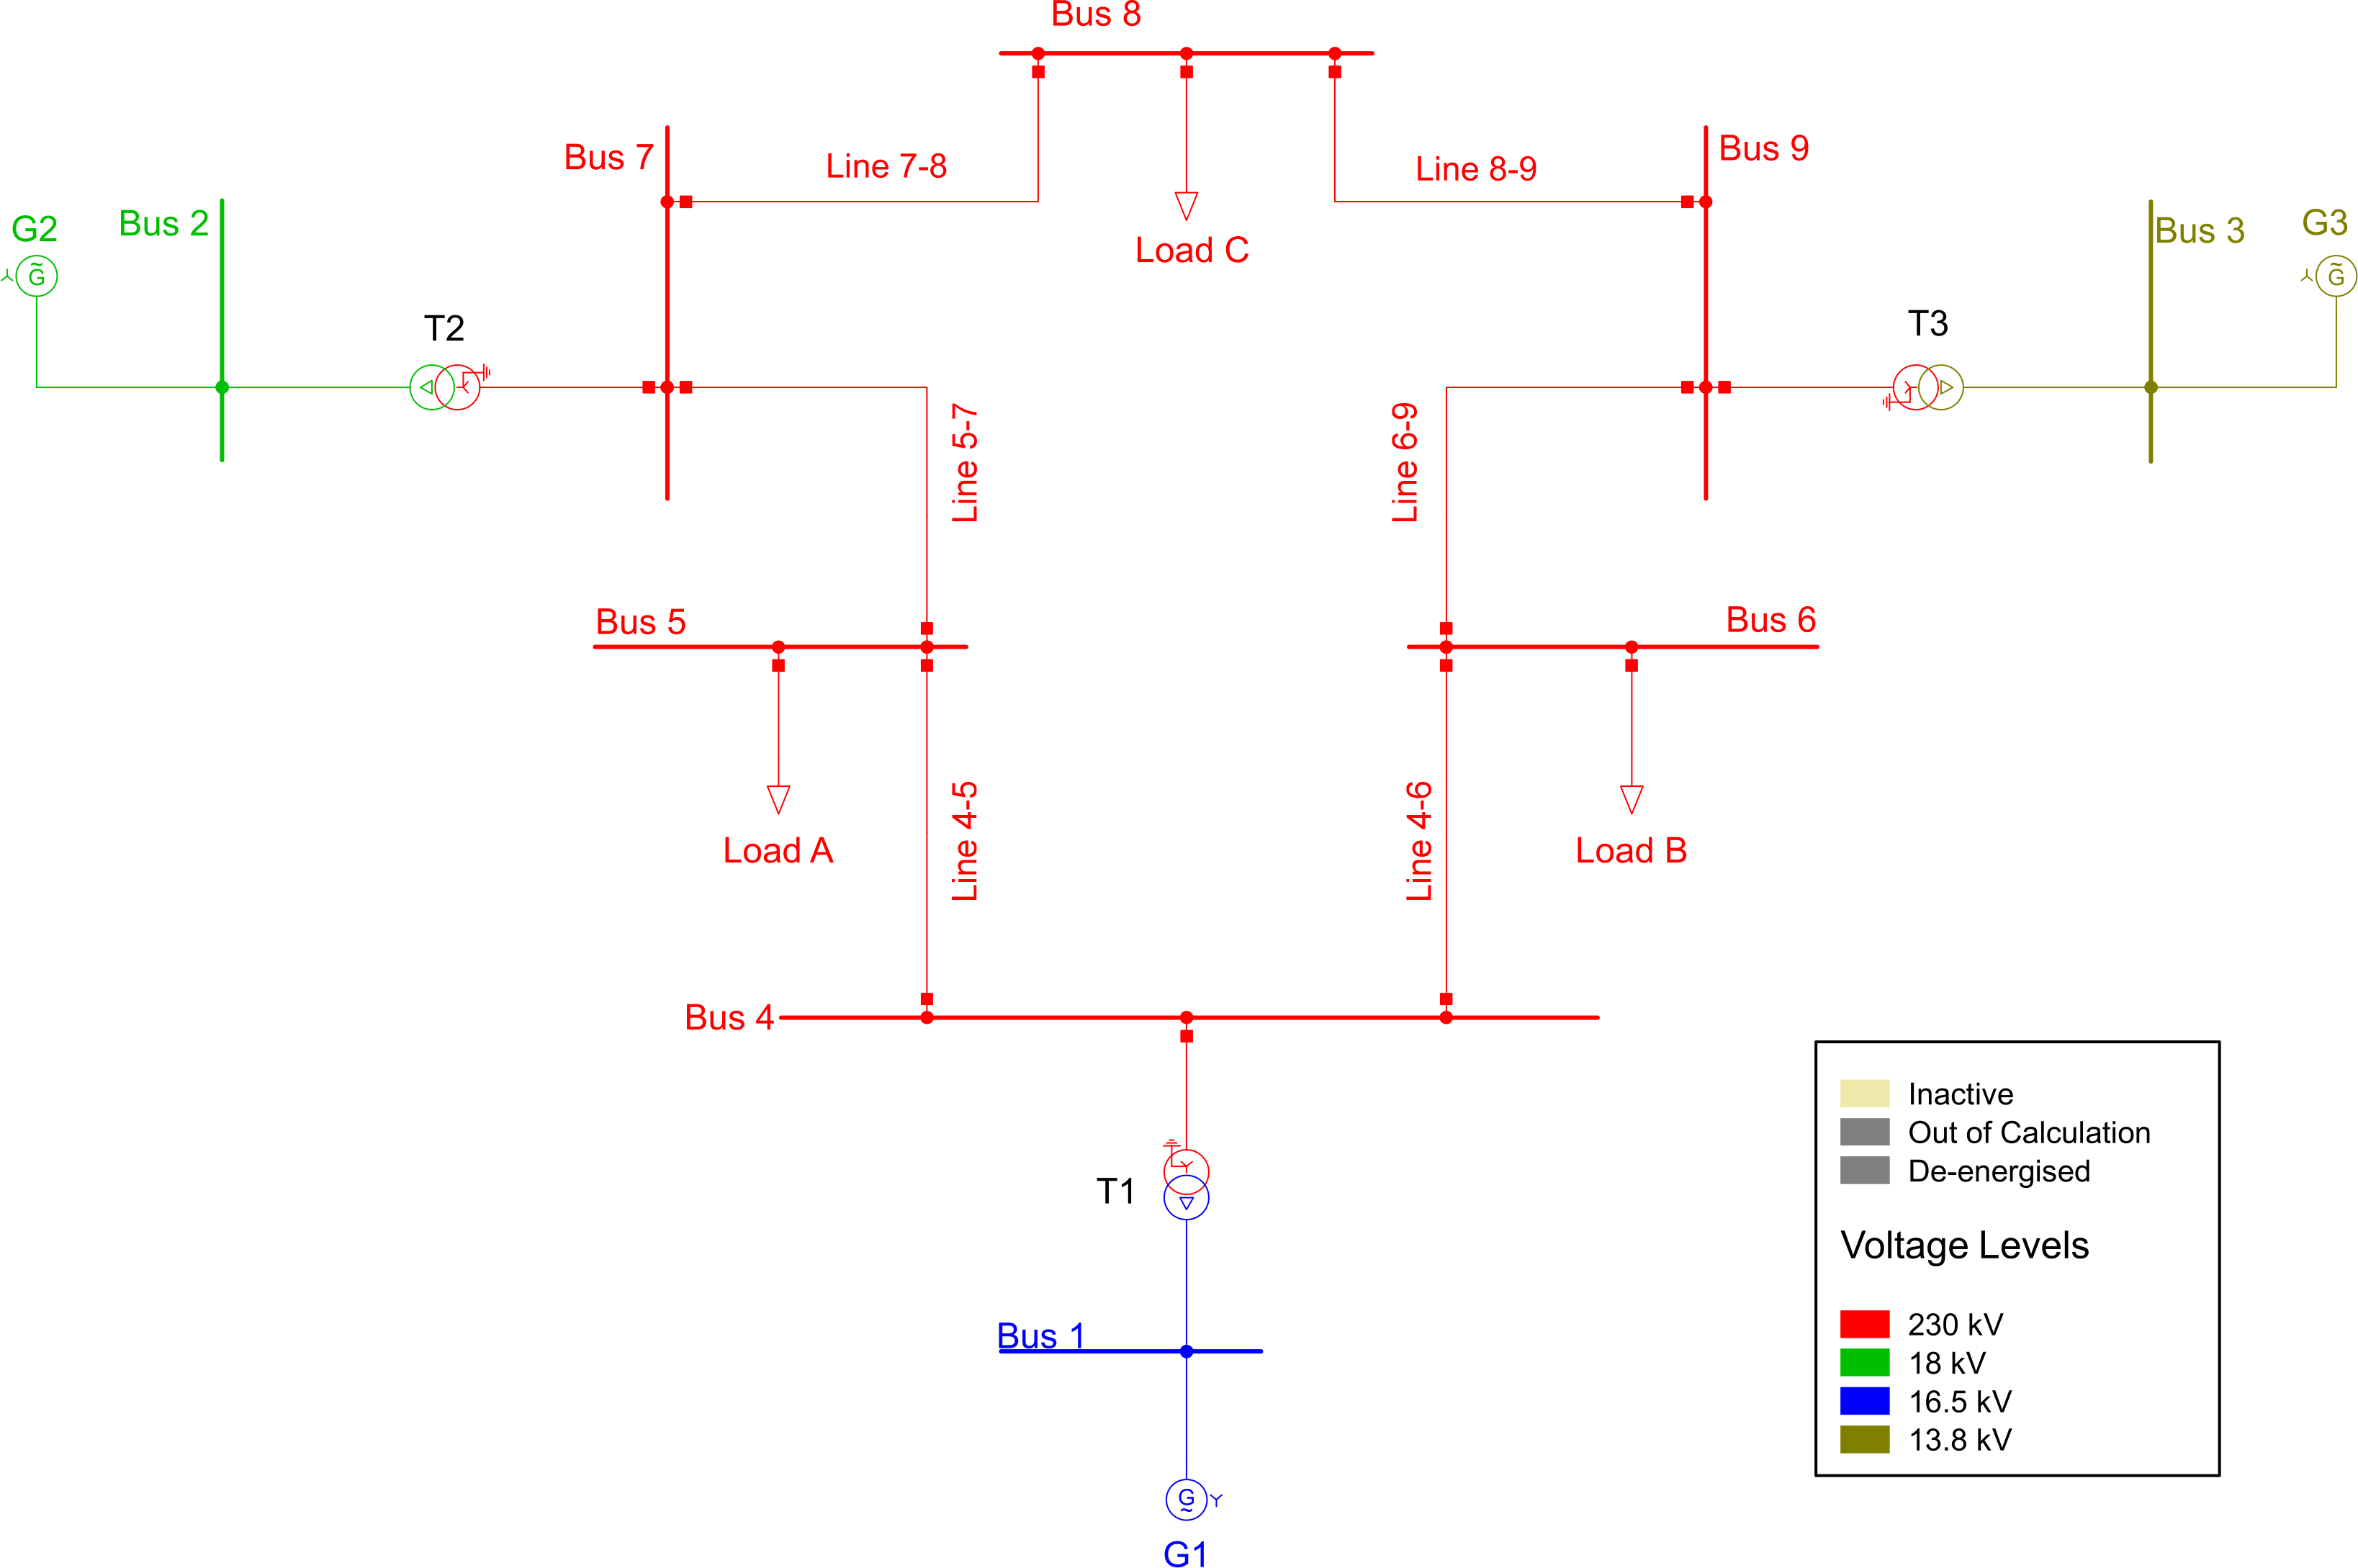 Bus 8
Bus 7
Line 7-8
Line 8-9
Bus 9
G2
Bus 2
Load C
Bus 3
G3
G
G
T2
T3
Line 5-7
Line 6-9
Bus 5
Bus 6
Load A
Line 4-5
Line 4-6
Load B
Bus 4
T1
Bus 1
G
G1
Inactive
Out of Calculation
De-energised
Voltage Levels
230 kV
18 kV
16.5 kV
13.8 kV